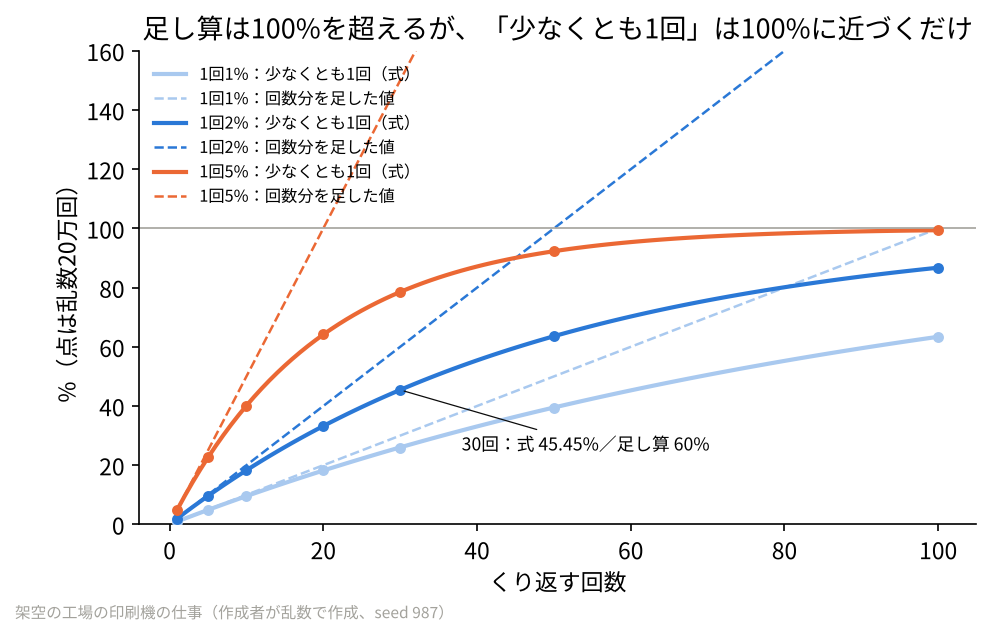 足し算は100%を超えるが、「少なくとも1回」は100%に近づくだけ
%（点は乱数20万回）
160
140
120
100
80
60
40
20
0
1回1%：少なくとも1回（式）
1回1%：回数分を足した値
1回2%：少なくとも1回（式）
1回2%：回数分を足した値
1回5%：少なくとも1回（式）
1回5%：回数分を足した値
30回：式 45.45%／足し算 60%
0 20 40 60 80 100
くり返す回数
架空の工場の印刷機の仕事（作成者が乱数で作成、seed 987）